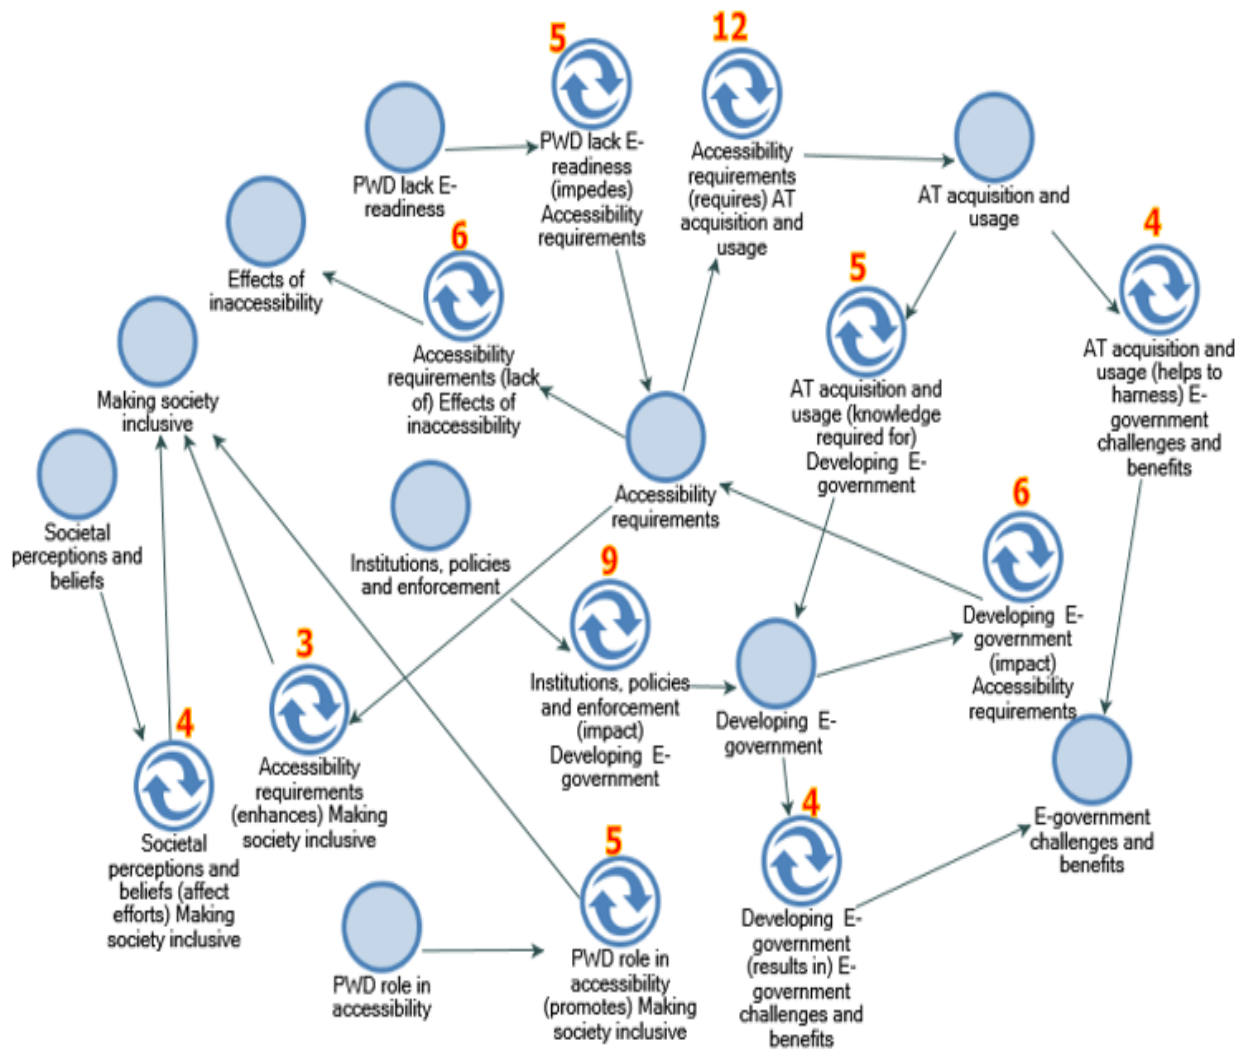 5
PWD lack E-
readiness
(impedes)
Accessibility
requirements
12
Accessibility
requirements
(requires) AT
acquisition and
usage
PWD lack E-
readiness
AT acquisition and
usage
Effects of
inaccessibility
6
Accessibility
requirements (lack
of) Effects of
inaccessibility
5
AT acquisition and
usage (knowledge
required for)
Developing E-
government
4
AT acquisition and
usage (helps to
harness) E-
government
challenges and
benefits
Making society
inclusive
Societal
perceptions and
beliefs
Institutions, policies
and enforcement
Accessibility
requirements
6
Developing E-
government
(impact)
Accessibility
requirements
9
Institutions, policies
and enforcement
(impact)
Developing E-
government
Developing E-
government
3
Accessibility
requirements
(enhances) Making
society inclusive
4
Societal
perceptions and
beliefs (affect
efforts) Making
society inclusive
E-government
challenges and
benefits
PWD role in
accessibility
5
PWD role in
accessibility
(promotes) Making
society inclusive
4
Developing E-
government
(results in) E-
government
challenges and
benefits